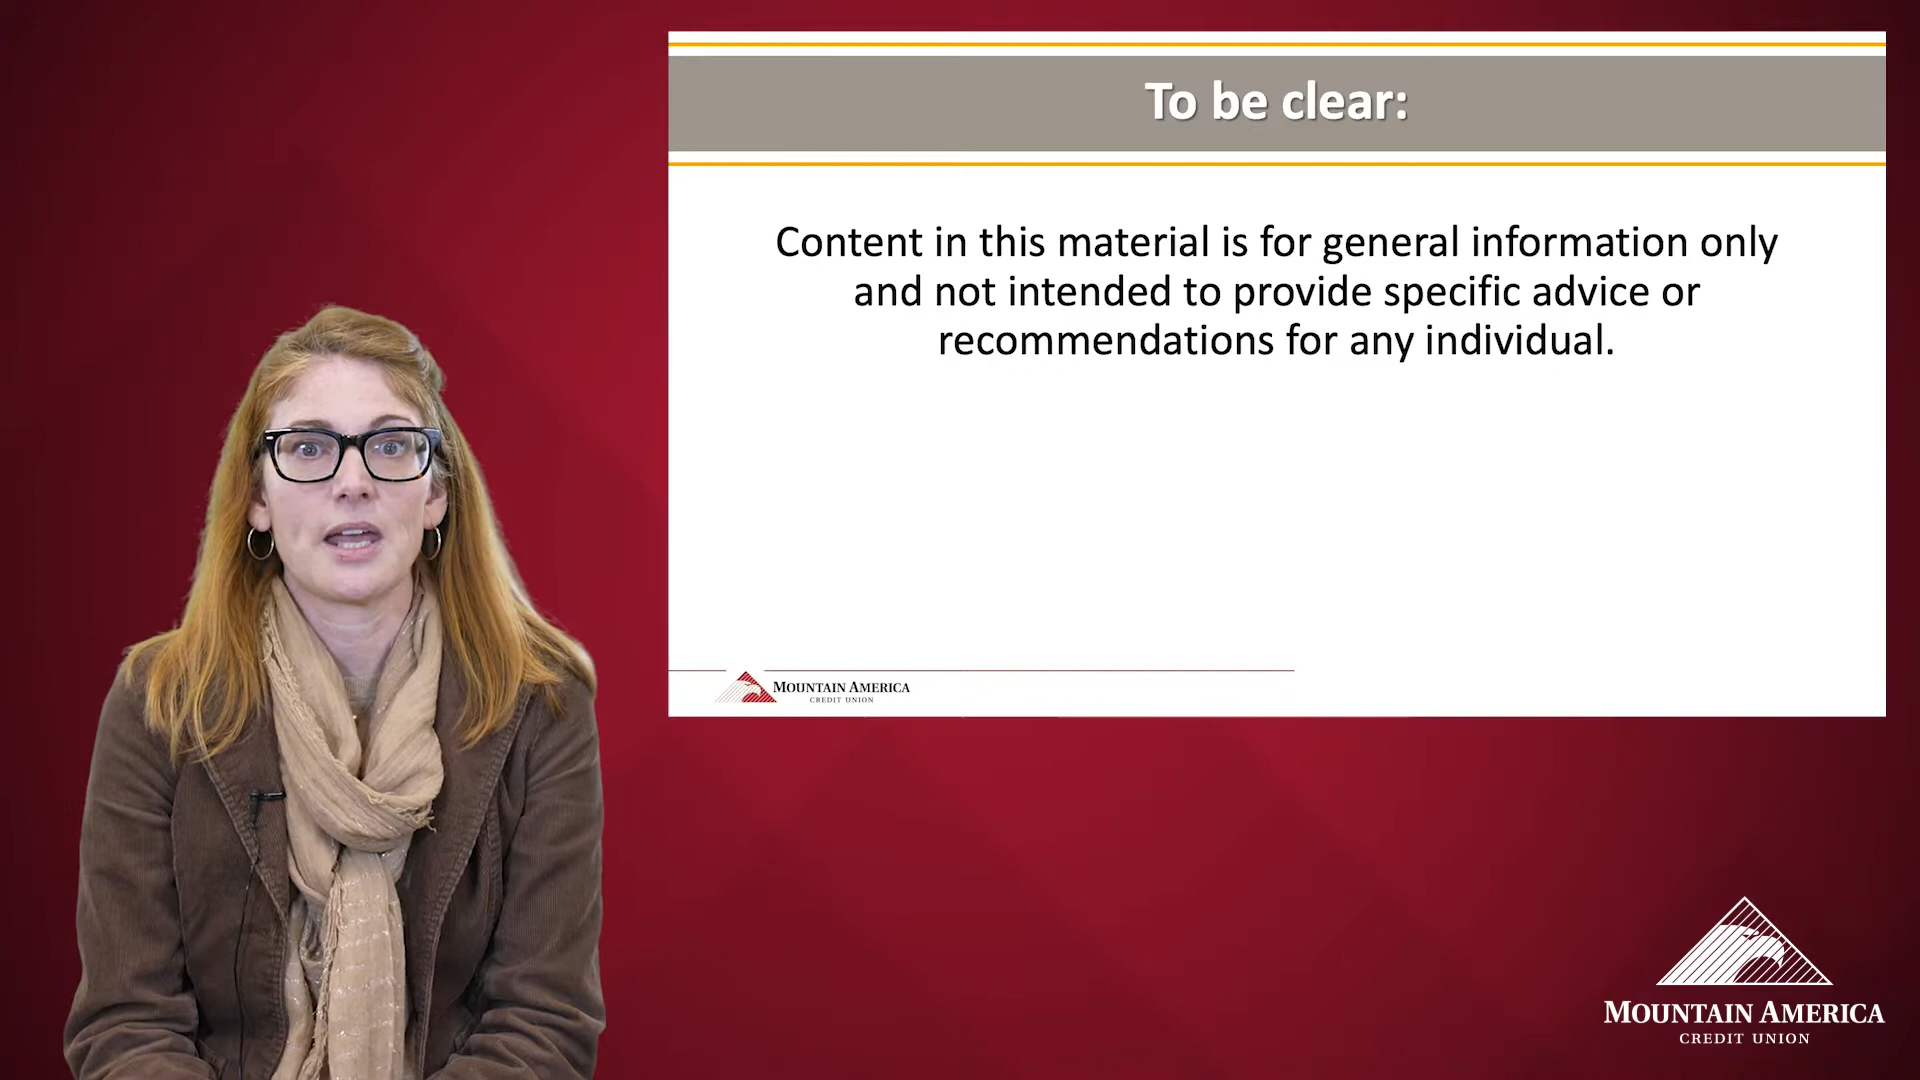 To be clear:
Content in this material is for general information only
and not intended to provide specific advice or
recommendations for any individual.
MOUNTAIN AMERICA
CREDIT UNION
MOUNTAIN AMERICA
CREDIT UNION